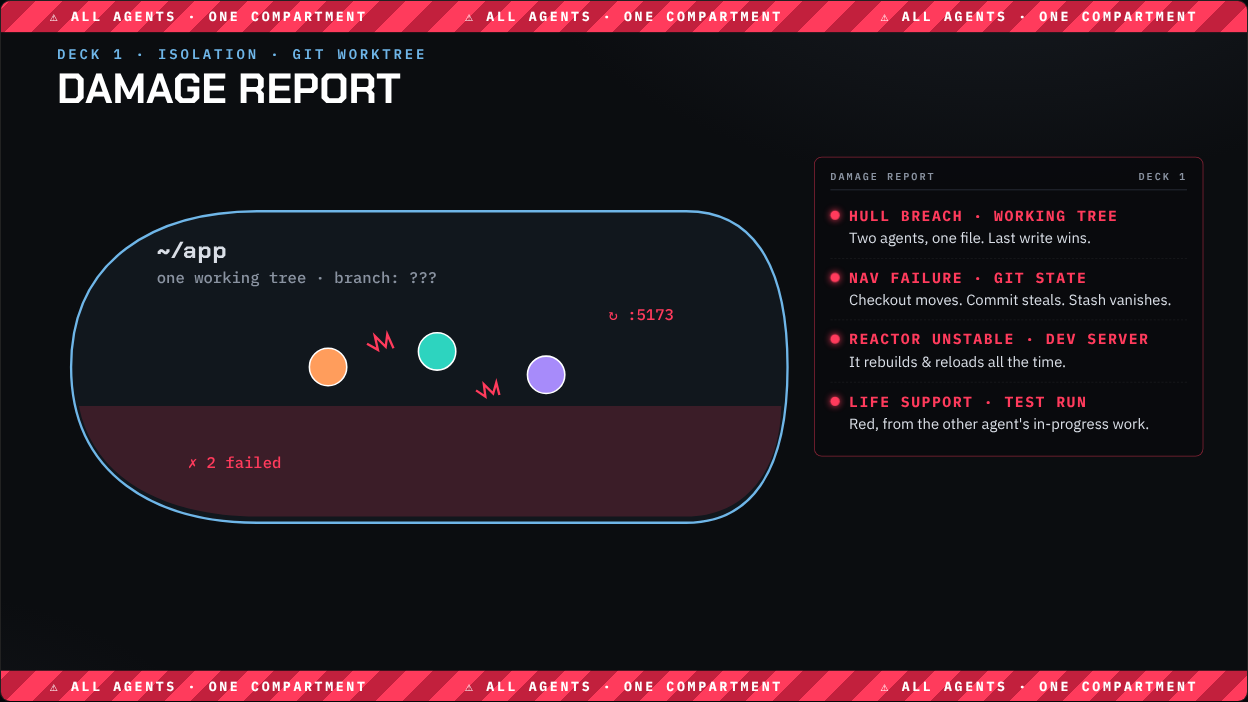 ⚠ ALL AGENTS · ONE COMPARTMENT ⚠ ALL AGENTS · ONE COMPARTMENT ⚠ ALL AGENTS · ONE COMPARTMENT
DECK 1 · ISOLATION · GIT WORKTREE
DAMAGE REPORT
~/app
one working tree · branch: ???
↻ :5173
✗ 2 failed
DAMAGE REPORT DECK 1
HULL BREACH · WORKING TREE
Two agents, one file. Last write wins.
NAV FAILURE · GIT STATE
Checkout moves. Commit steals. Stash vanishes.
REACTOR UNSTABLE · DEV SERVER
It rebuilds & reloads all the time.
LIFE SUPPORT · TEST RUN
Red, from the other agent's in-progress work.
⚠ ALL AGENTS · ONE COMPARTMENT ⚠ ALL AGENTS · ONE COMPARTMENT ⚠ ALL AGENTS · ONE COMPARTMENT